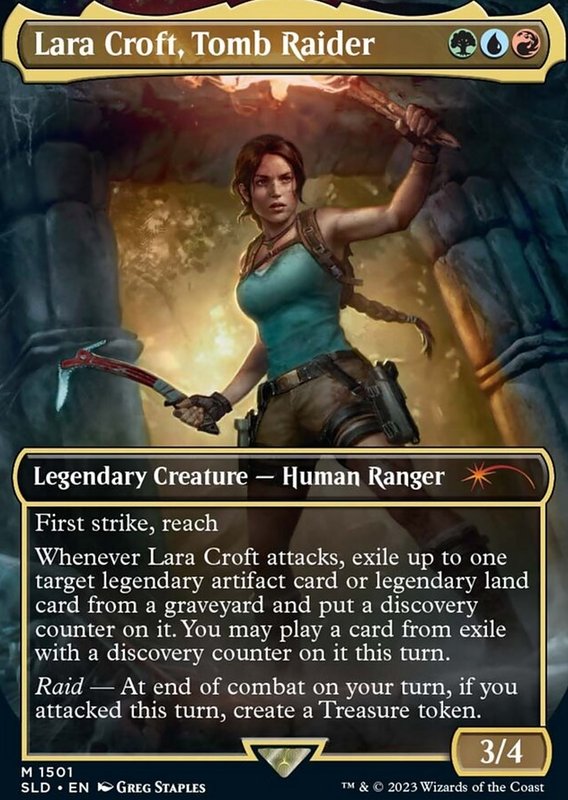 Lara Croft, Tomb Raider
Legendary Creature — Human Ranger
First strike, reach
Whenever Lara Croft attacks, exile up to one
target legendary artifact card or legendary land
card from a graveyard and put a discovery
counter on it. You may play a card from exile
with a discovery counter on it this turn.
Raid — At end of combat on your turn, if you
attacked this turn, create a Treasure token.
3/4
M 1501
SLD • EN Greg Staples
™ & © 2023 Wizards of the Coast